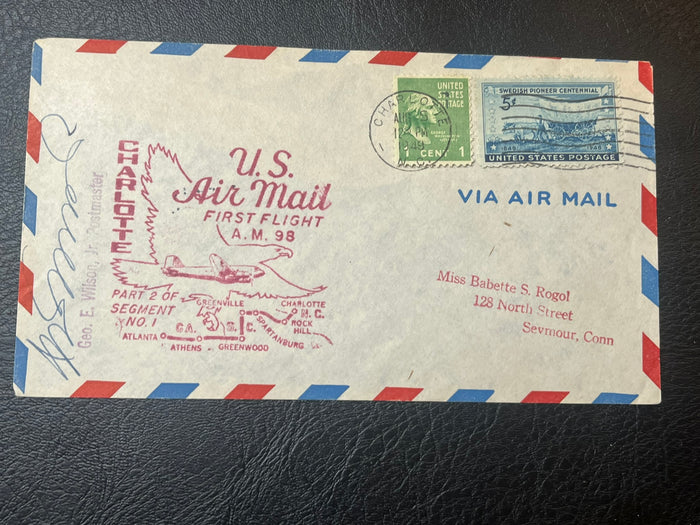 CHARLOTTE
U.S.
Air Mail
FIRST FLIGHT
A.M. 98
PART 2 OF
SEGMENT
NO. 1
GREENVILLE
CHARLOTTE
N.C.
ROCK
HILL
SPARTANBURG
GA.
S. C.
ATLANTA
ATHENS
GREENWOOD
Geo. E. Wilson, Jr. Postmaster
CHARLOTTE
AUG
UNITED
STATES
POSTAGE
1
CENT
SWEDISH PIONEER CENTENNIAL
5¢
1848
1948
UNITED STATES POSTAGE
VIA AIR MAIL
Miss Babette S. Rogol
128 North Street
Seymour, Conn